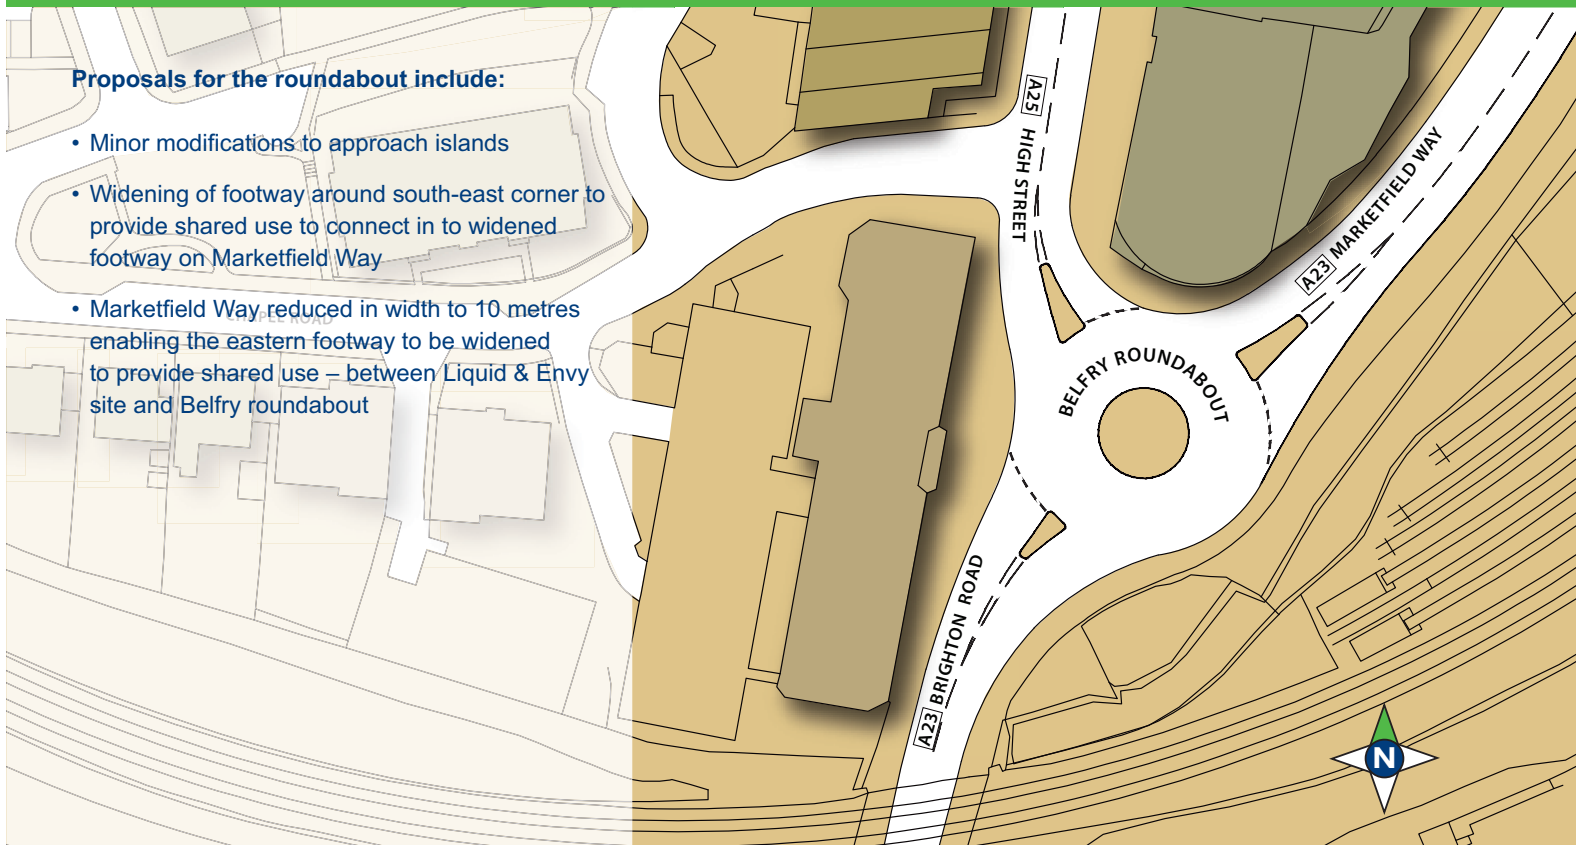 Proposals for the roundabout include:
• Minor modifications to approach islands
• Widening of footway around south-east corner to
provide shared use to connect in to widened
footway on Marketfield Way
• Marketfield Way reduced in width to 10 metres
enabling the eastern footway to be widened
to provide shared use – between Liquid & Envy
site and Belfry roundabout
CHAPEL ROAD
A25 HIGH STREET
A23 MARKETFIELD WAY
BELFRY ROUNDABOUT
A23 BRIGHTON ROAD
N